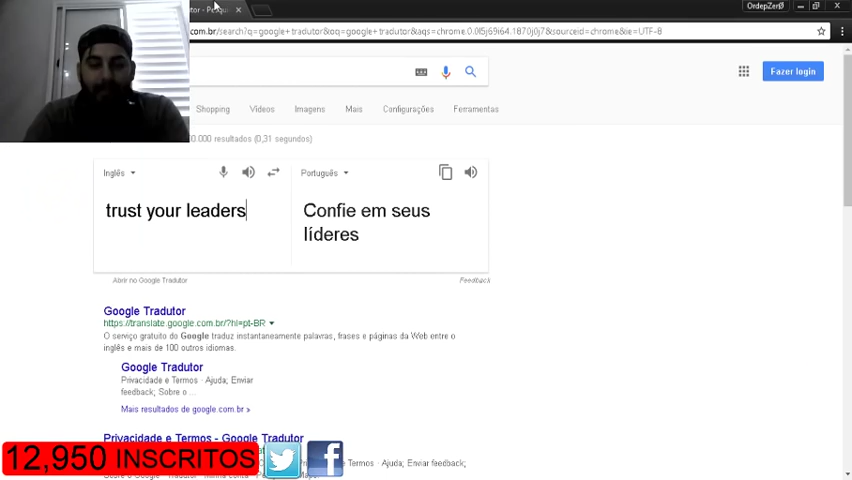 OrdepZer0
.com.br/search?q=google+tradutor&oq=google+tradutor&aqs=chrome.0.0l5j69i64.1870j0j7&sourceid=chrome&ie=UTF-8
Fazer login
Shopping Vídeos Imagens Mais Configurações Ferramentas
0.000 resultados (0,31 segundos)
Inglês Português
trust your leaders
Confie em seus
líderes
Abrir no Google Tradutor Feedback
Google Tradutor
https://translate.google.com.br/?hl=pt-BR
O serviço gratuito do Google traduz instantaneamente palavras, frases e páginas da Web entre o
inglês e mais de 100 outros idiomas.
Google Tradutor
Privacidade e Termos · Ajuda; Enviar
feedback; Sobre o ...
Mais resultados de google.com.br »
Privacidade e Termos - Google Tradutor
12,950 INSCRITOS
Ajuda; Enviar feedback;